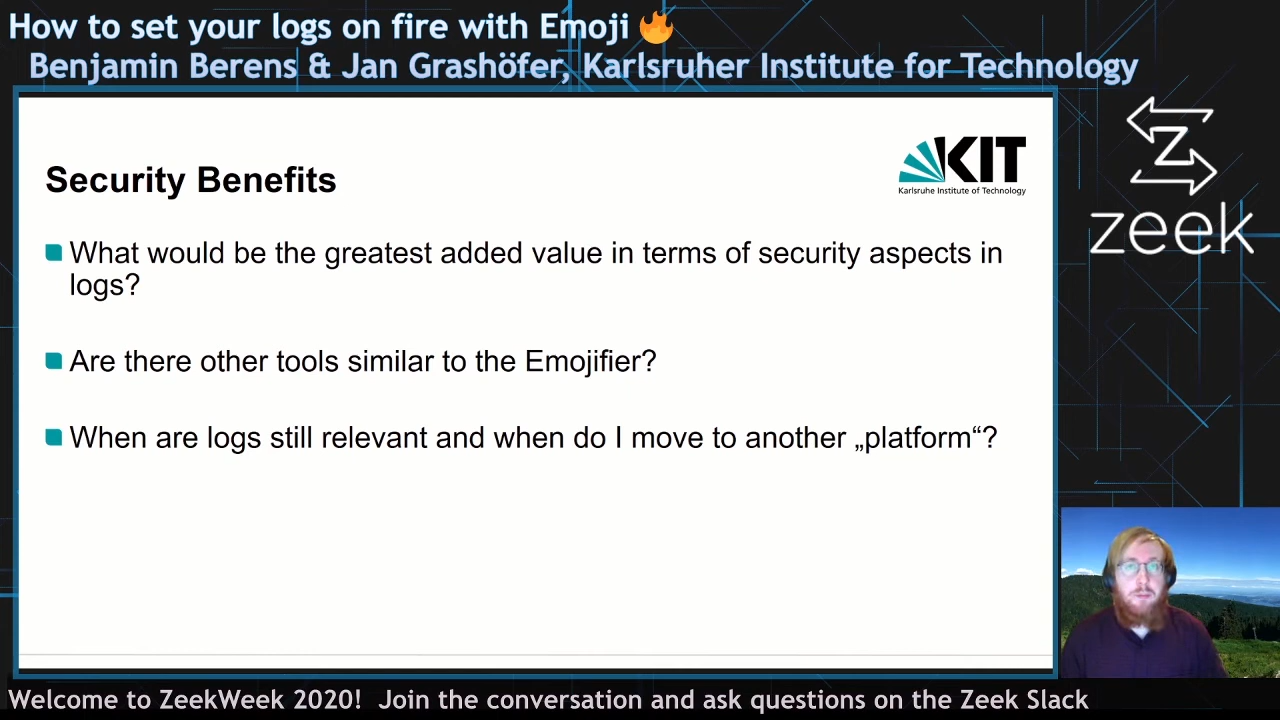 How to set your logs on fire with Emoji 🔥
Benjamin Berens & Jan Grashöfer, Karlsruher Institute for Technology
KIT
Karlsruhe Institute of Technology
Security Benefits
What would be the greatest added value in terms of security aspects in
logs?
Are there other tools similar to the Emojifier?
When are logs still relevant and when do I move to another „platform“?
Z
zeek
Welcome to ZeekWeek 2020! Join the conversation and ask questions on the Zeek Slack